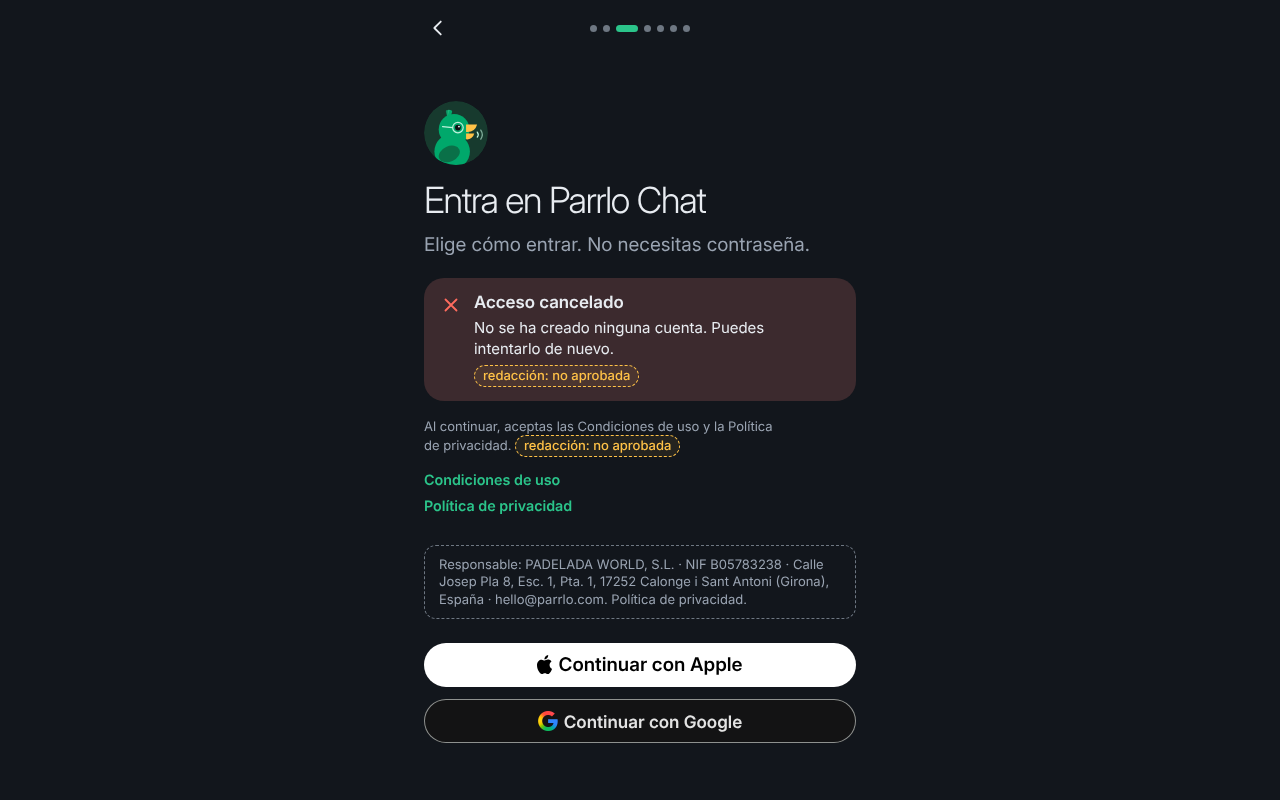 Entra en Parrlo Chat
Elige cómo entrar. No necesitas contraseña.
Acceso cancelado
No se ha creado ninguna cuenta. Puedes
intentarlo de nuevo.
redacción: no aprobada
Al continuar, aceptas las Condiciones de uso y la Política
de privacidad. redacción: no aprobada
Condiciones de uso
Política de privacidad
Responsable: PADELADA WORLD, S.L. · NIF B05783238 · Calle
Josep Pla 8, Esc. 1, Pta. 1, 17252 Calonge i Sant Antoni (Girona),
España · hello@parrlo.com. Política de privacidad.
Continuar con Apple
Continuar con Google